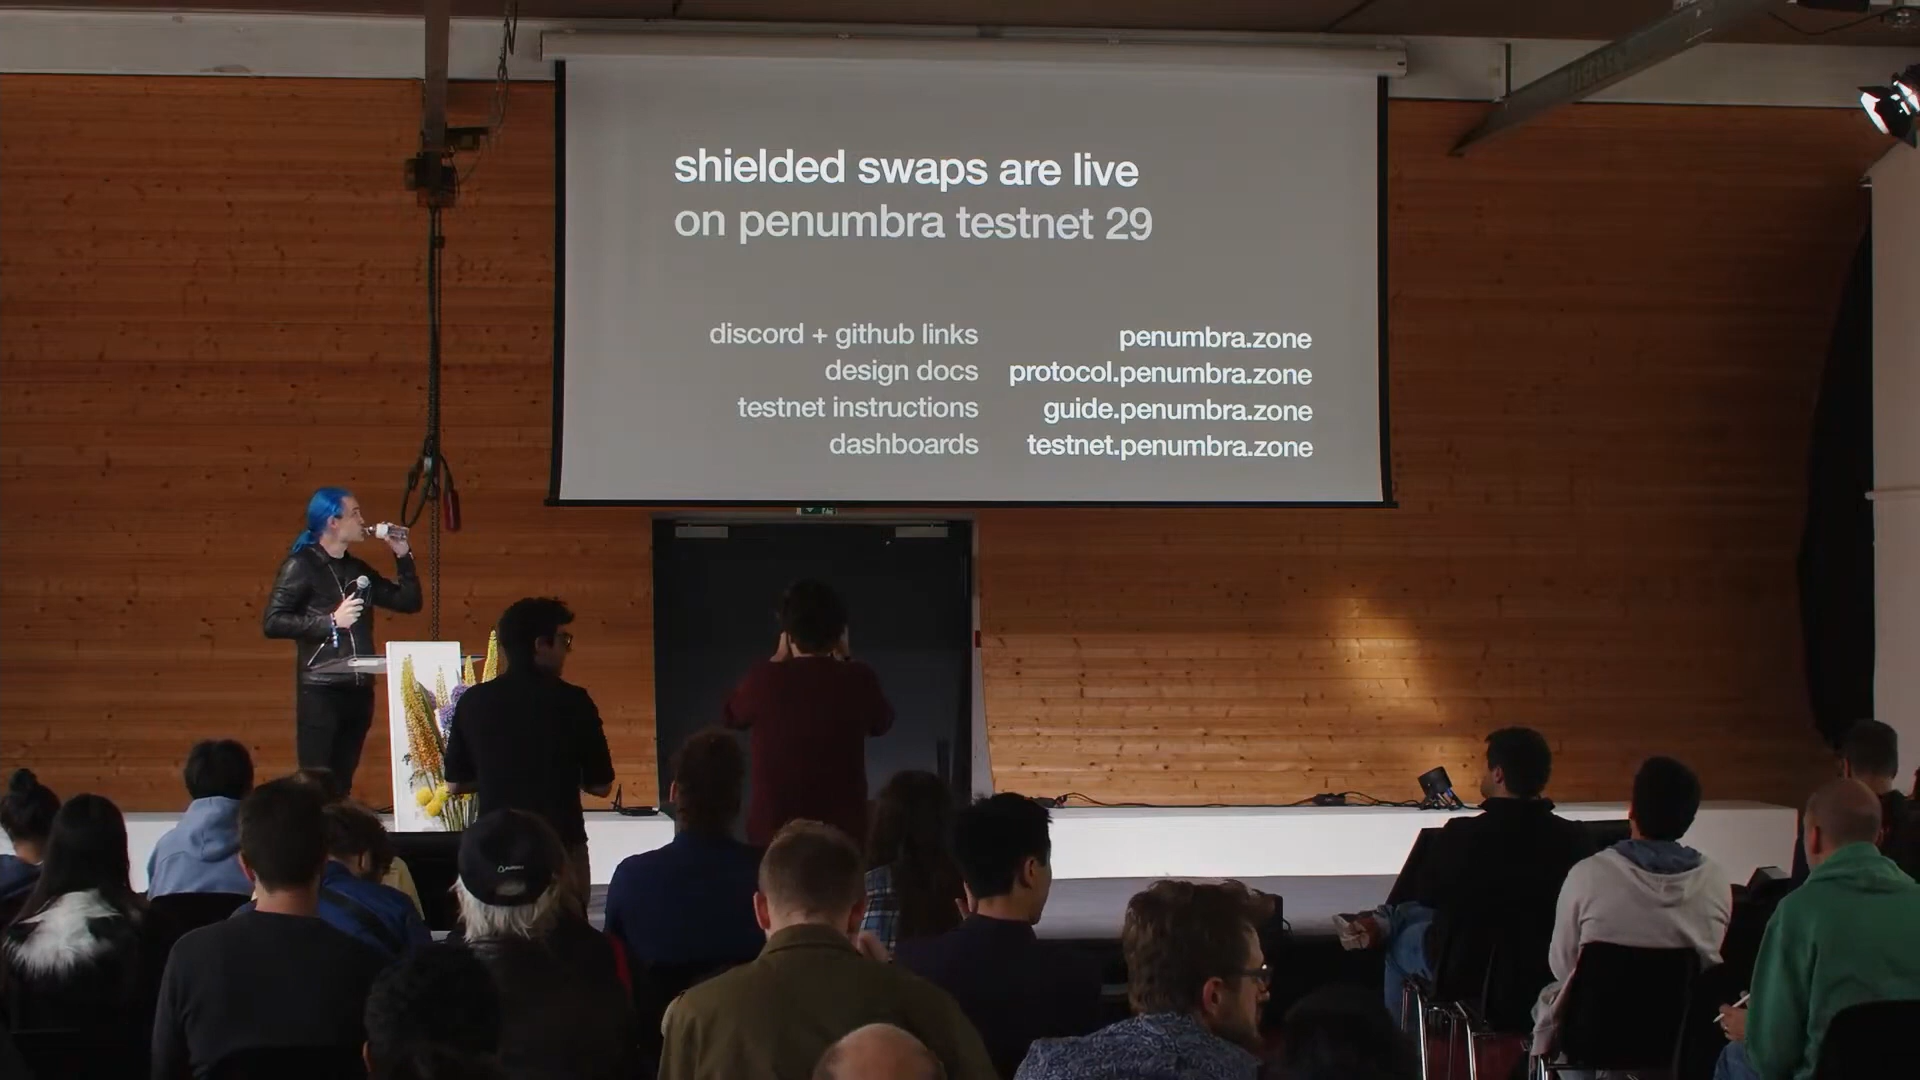 shielded swaps are live
on penumbra testnet 29
discord + github links penumbra.zone
design docs protocol.penumbra.zone
testnet instructions guide.penumbra.zone
dashboards testnet.penumbra.zone